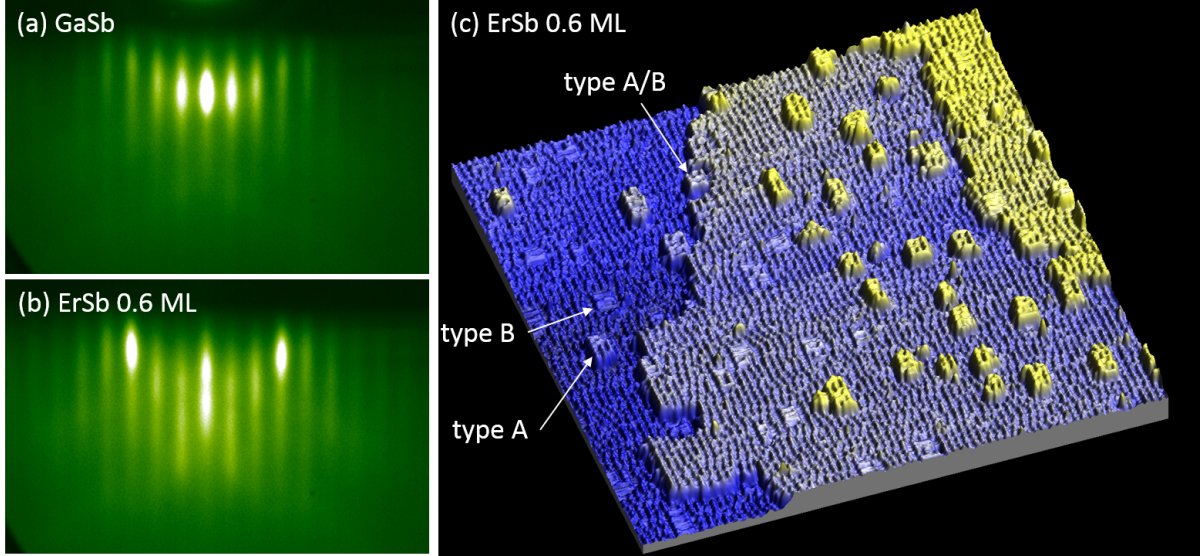 (a) GaSb
(b) ErSb 0.6 ML
(c) ErSb 0.6 ML
type A/B
type B
type A